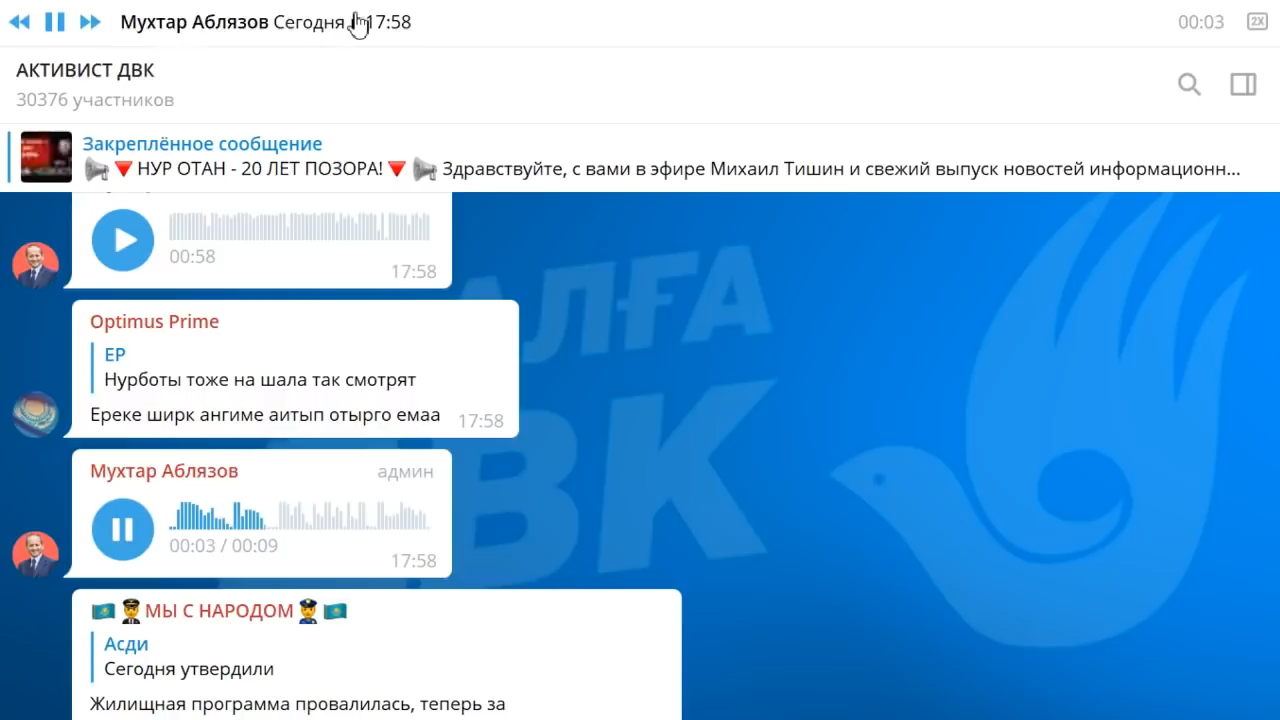 Мухтар Аблязов Сегодня 17:58
00:03
2X
АКТИВИСТ ДВК
30376 участников
Закреплённое сообщение
НУР ОТАН - 20 ЛЕТ ПОЗОРА! Здравствуйте, с вами в эфире Михаил Тишин и свежий выпуск новостей информационн...
00:58
17:58
АЛҒА
ДВК
Optimus Prime
ЕР
Нурботы тоже на шала так смотрят
Ереке ширк ангиме аитып отырго емаа
17:58
Мухтар Аблязов
админ
00:03 / 00:09
17:58
МЫ С НАРОДОМ
Асди
Сегодня утвердили
Жилищная программа провалилась, теперь за